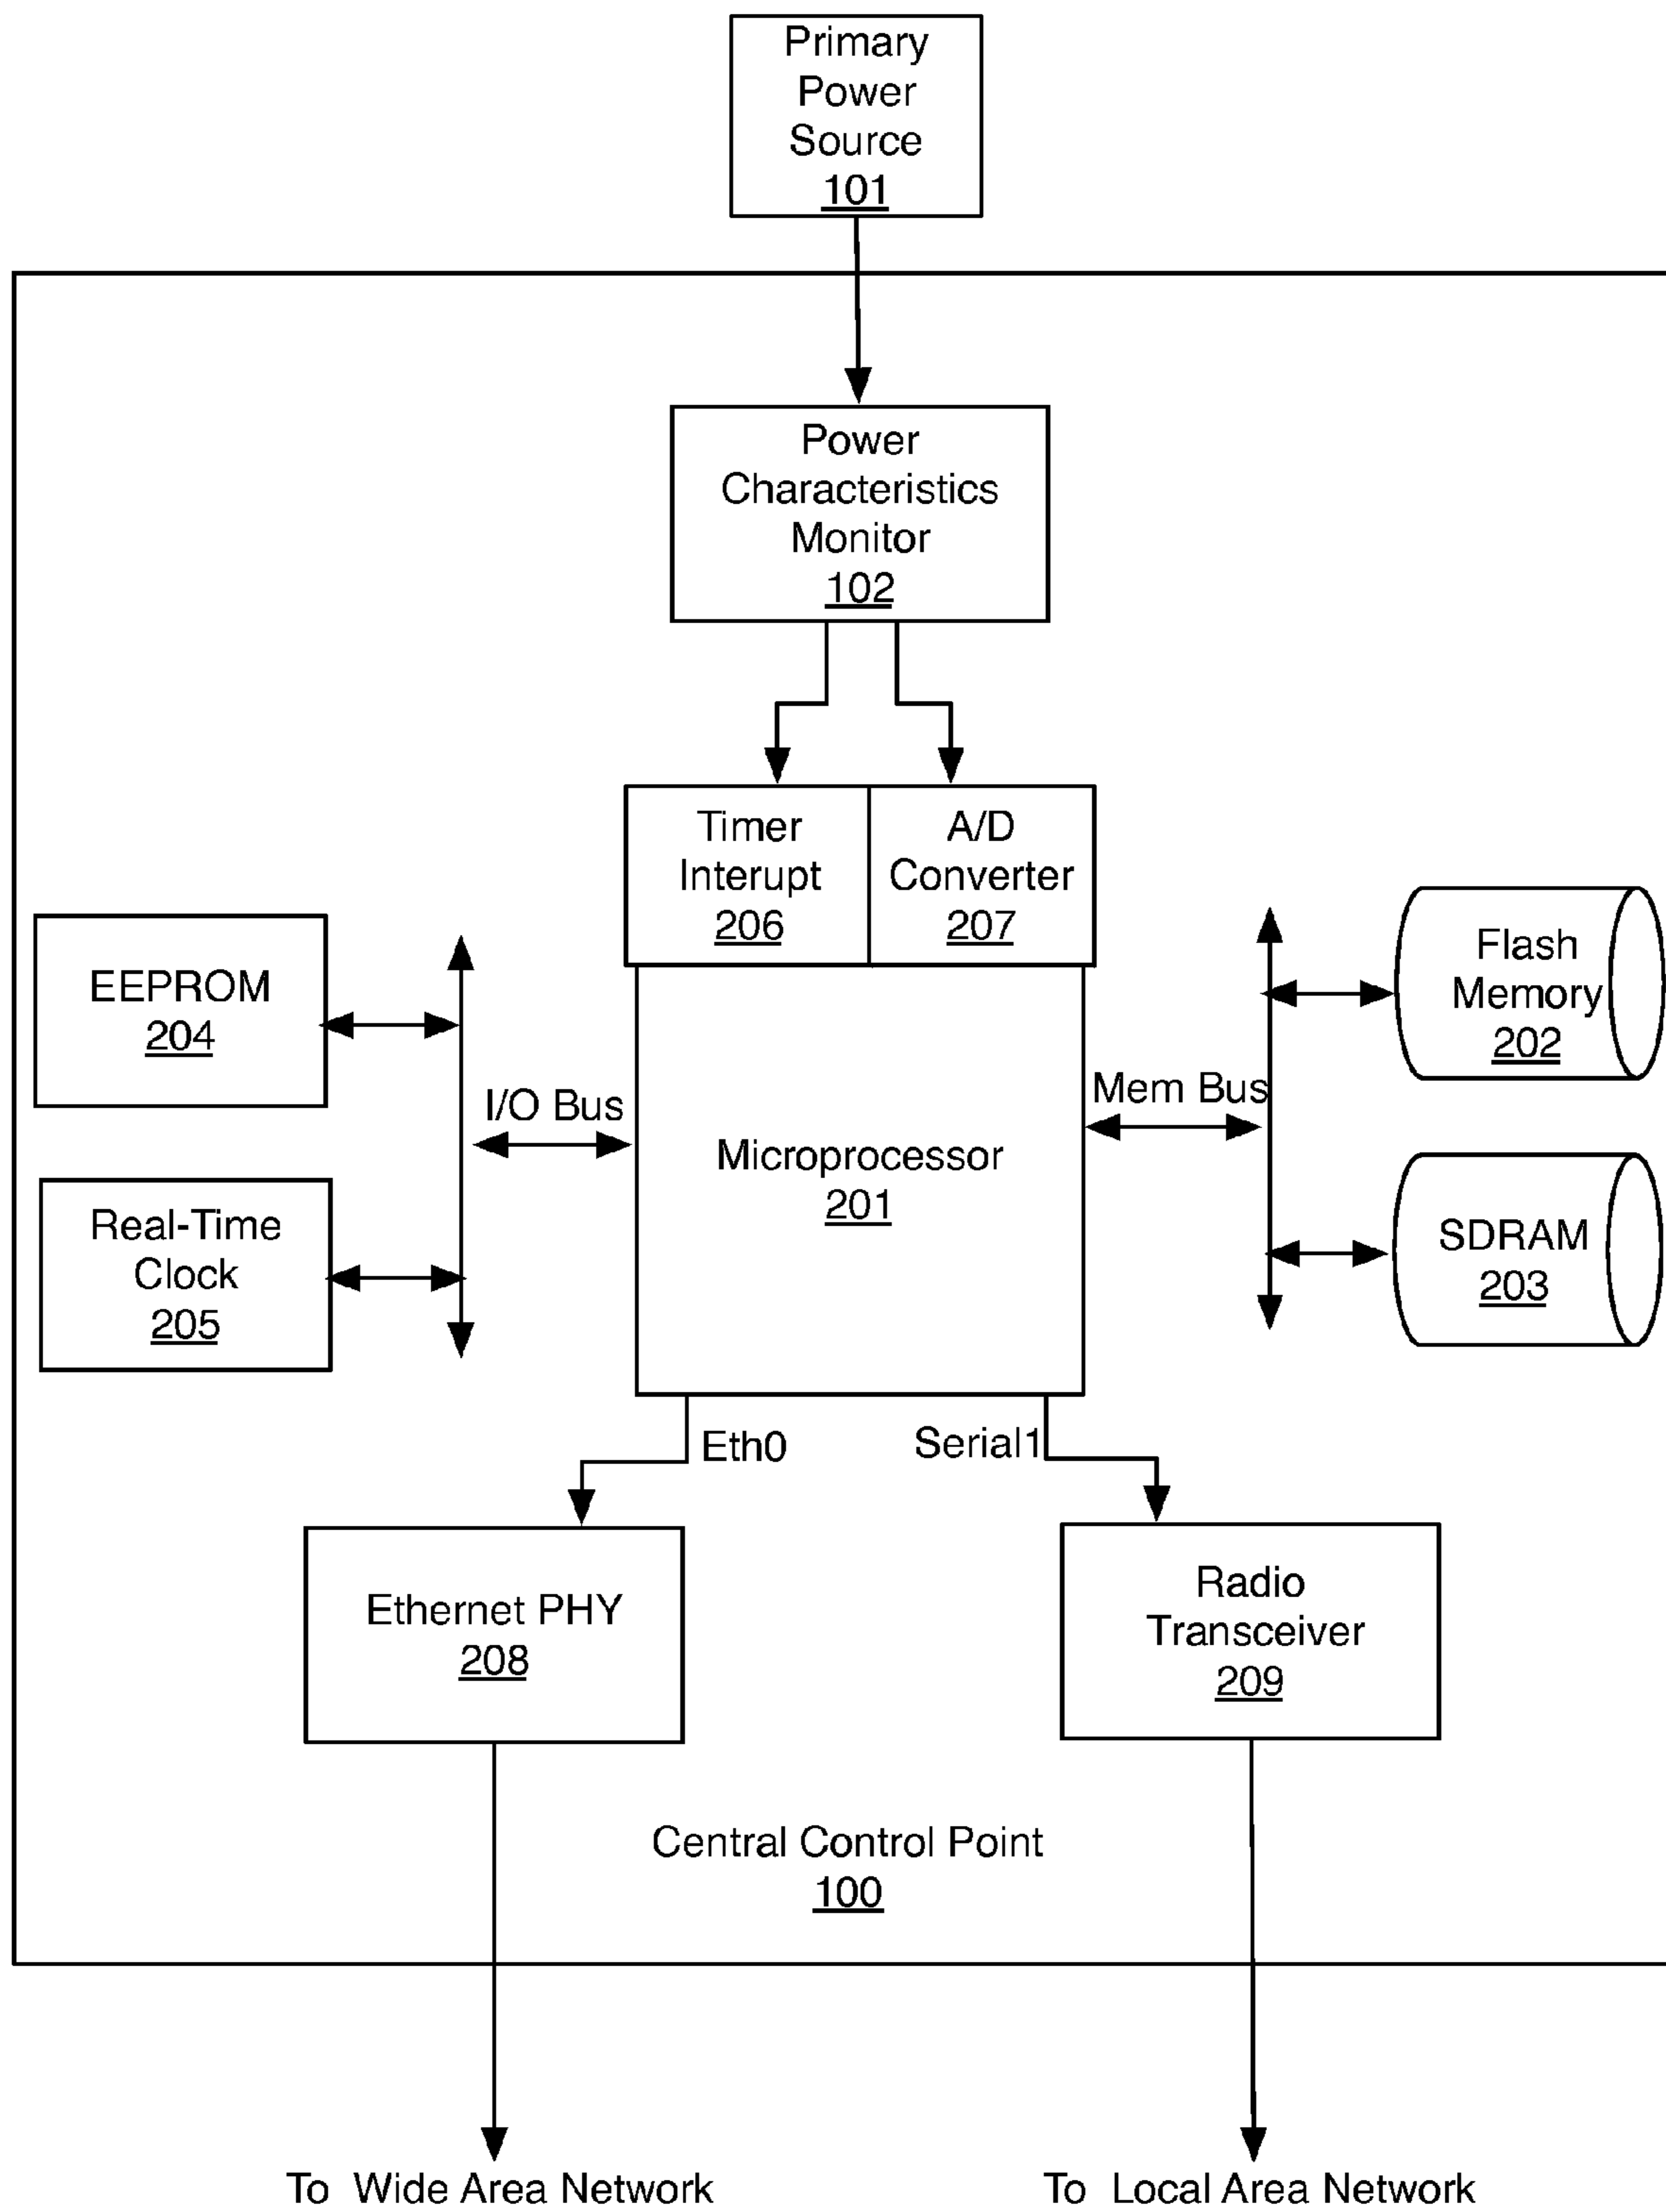 Primary
Power
Source
101
Power
Characteristics
Monitor
102
Timer
Interupt
206
A/D
Converter
207
EEPROM
204
I/O Bus
Real-Time
Clock
205
Microprocessor
201
Mem Bus
Flash
Memory
202
SDRAM
203
Eth0
Serial1
Ethernet PHY
208
Radio
Transceiver
209
Central Control Point
100
To Wide Area Network
To Local Area Network